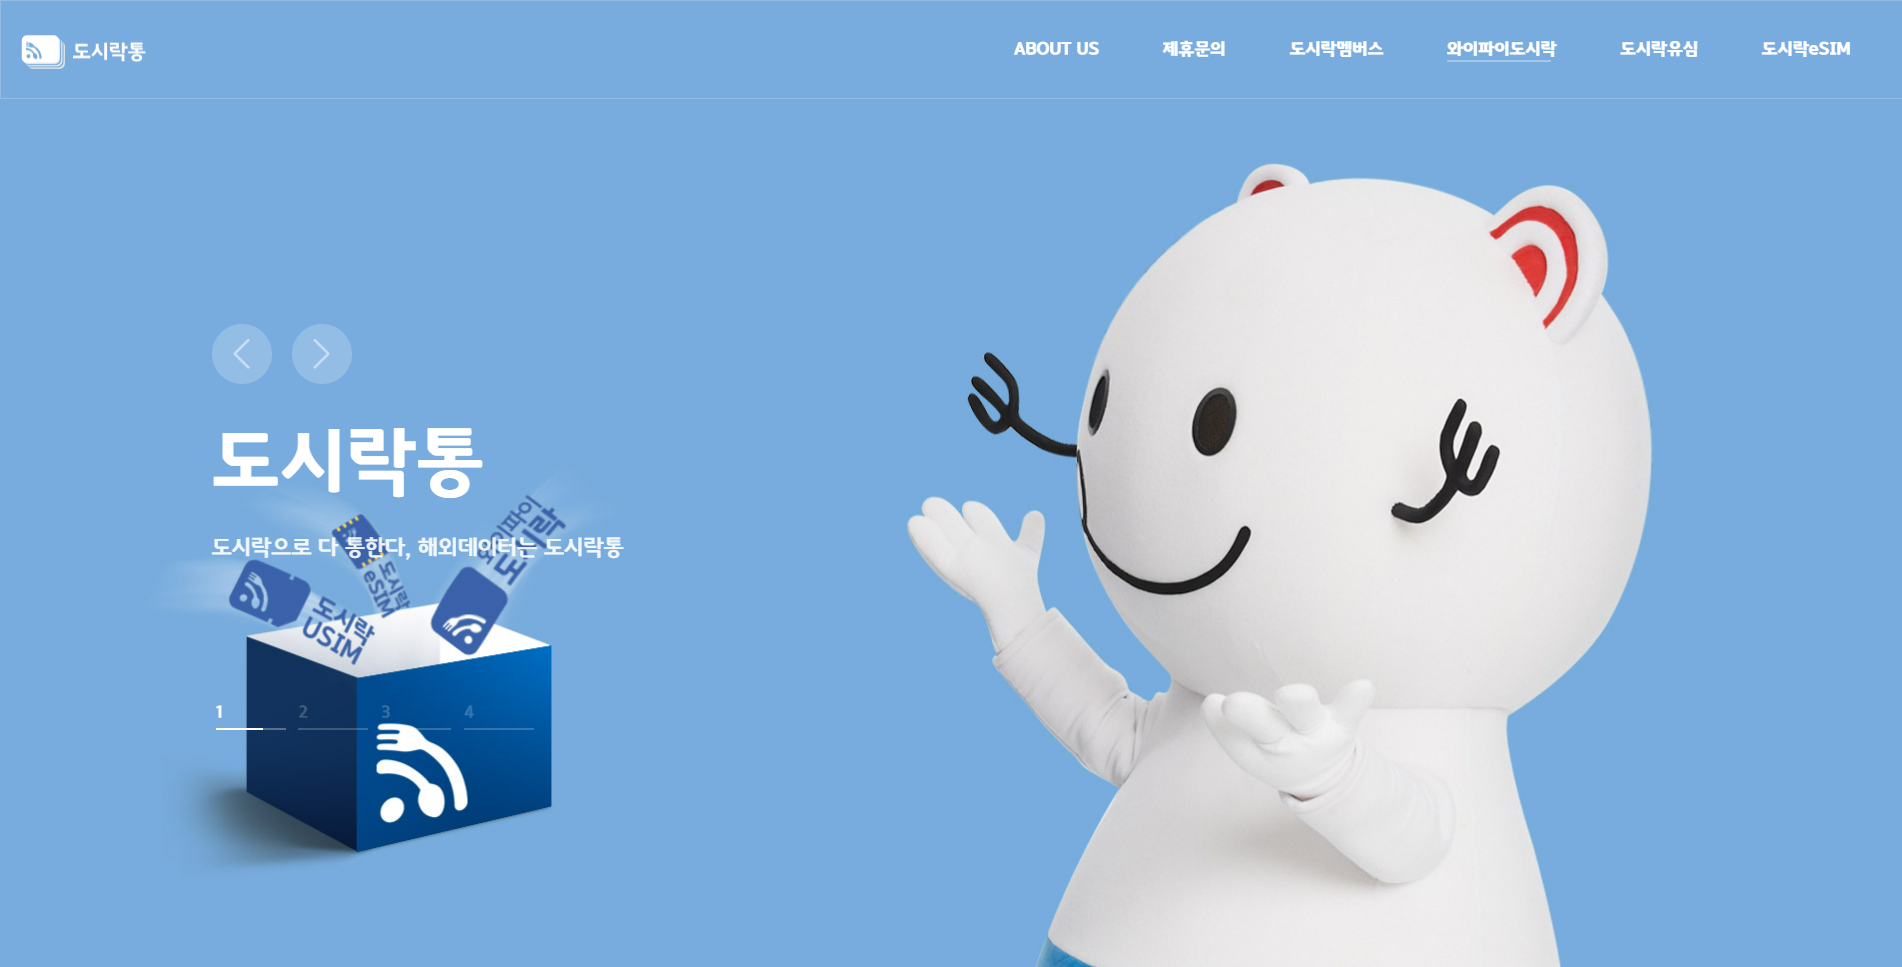 도시락통
ABOUT US
제휴문의
도시락멤버스
와이파이도시락
도시락유심
도시락eSIM
도시락통
도시락으로 다 통한다, 해외데이터는 도시락통
도시락
eSIM
도시락
USIM
와이파이
도시락
1 2 3 4